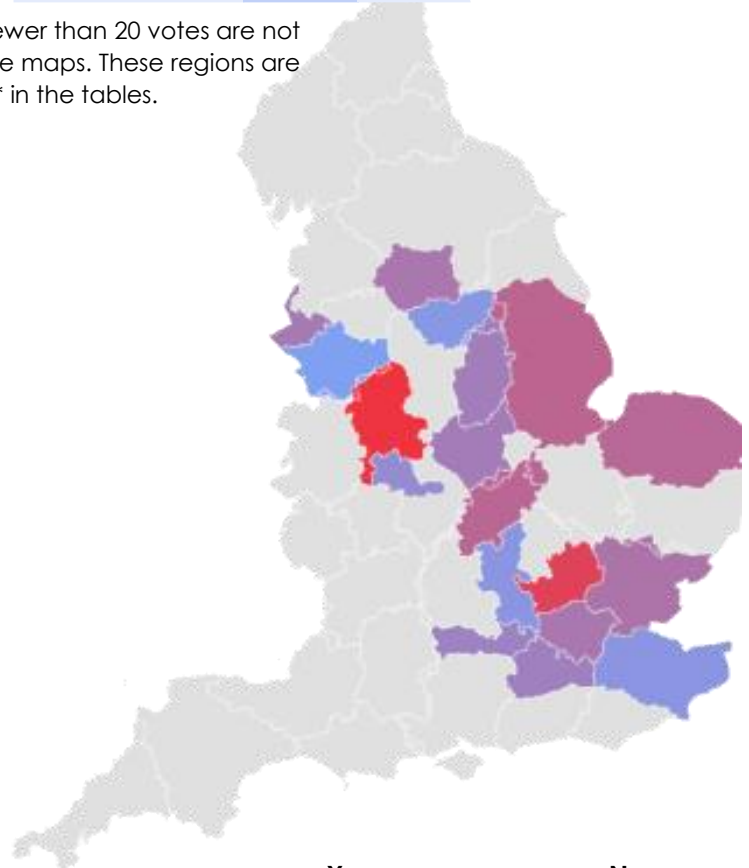 ewer than 20 votes are not
e maps. These regions are
* in the tables.